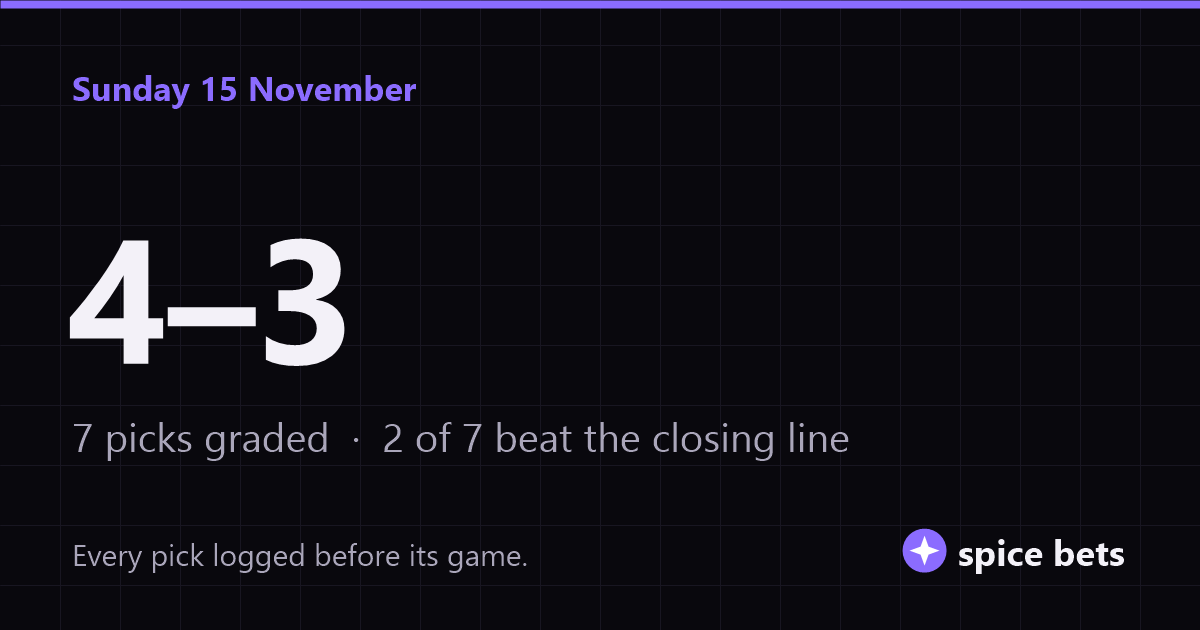 Sunday 15 November
4–3
7 picks graded · 2 of 7 beat the closing line
Every pick logged before its game.
spice bets